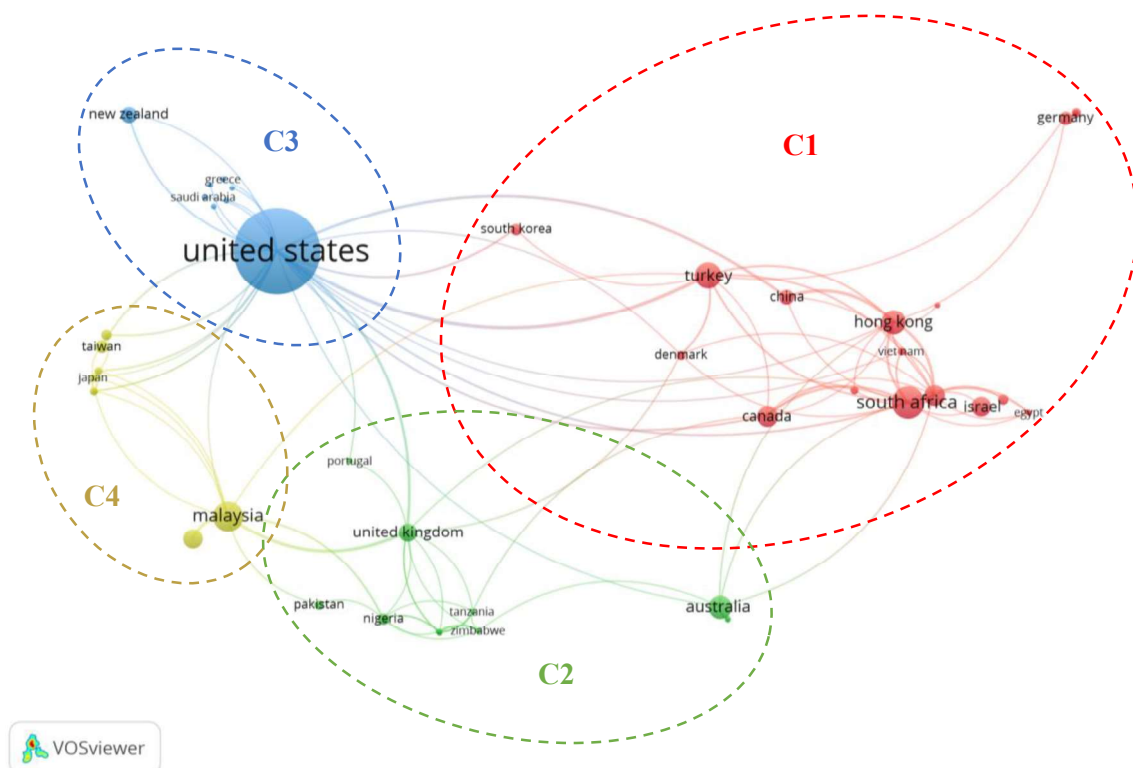 new zealand
C3
greece
saudi arabia
united states
C1
germany
south korea
turkey
china
hong kong
viet nam
denmark
canada
south africa
israel
egypt
taiwan
japan
C4
malaysia
portugal
united kingdom
pakistan
nigeria
tanzania
zimbabwe
australia
C2
VOSviewer